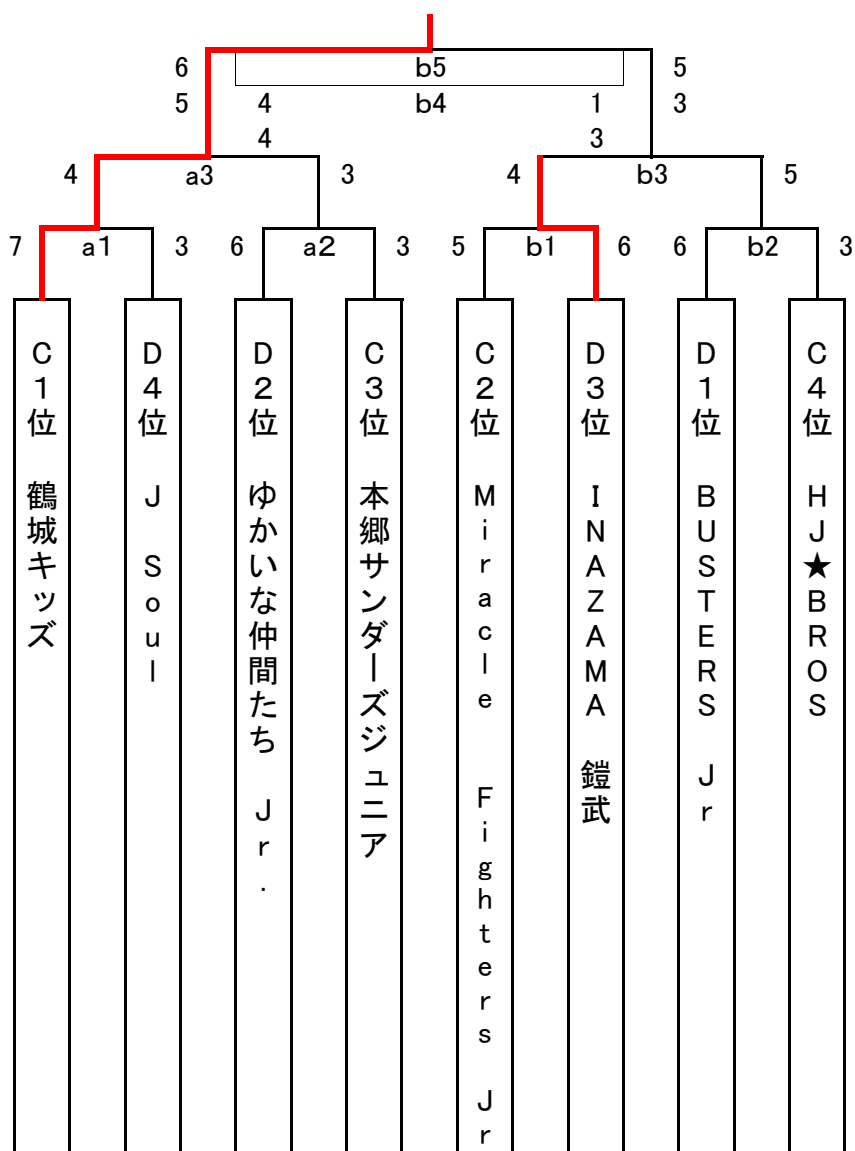 6 b5 5
5 4 b4 1 3
4 3
4 a3 3 4 b3 5
7 a1 3 6 a2 3 5 b1 6 6 b2 3
C1位 鶴城キッズ
D4位 J Soul
D2位 ゆかいな仲間たち Jr.
C3位 本郷サンダーズジュニア
C2位 Miracle Fighters Jr
D3位 INAZAMA 鎧武
D1位 BUSTERS Jr
C4位 HJ★BROS